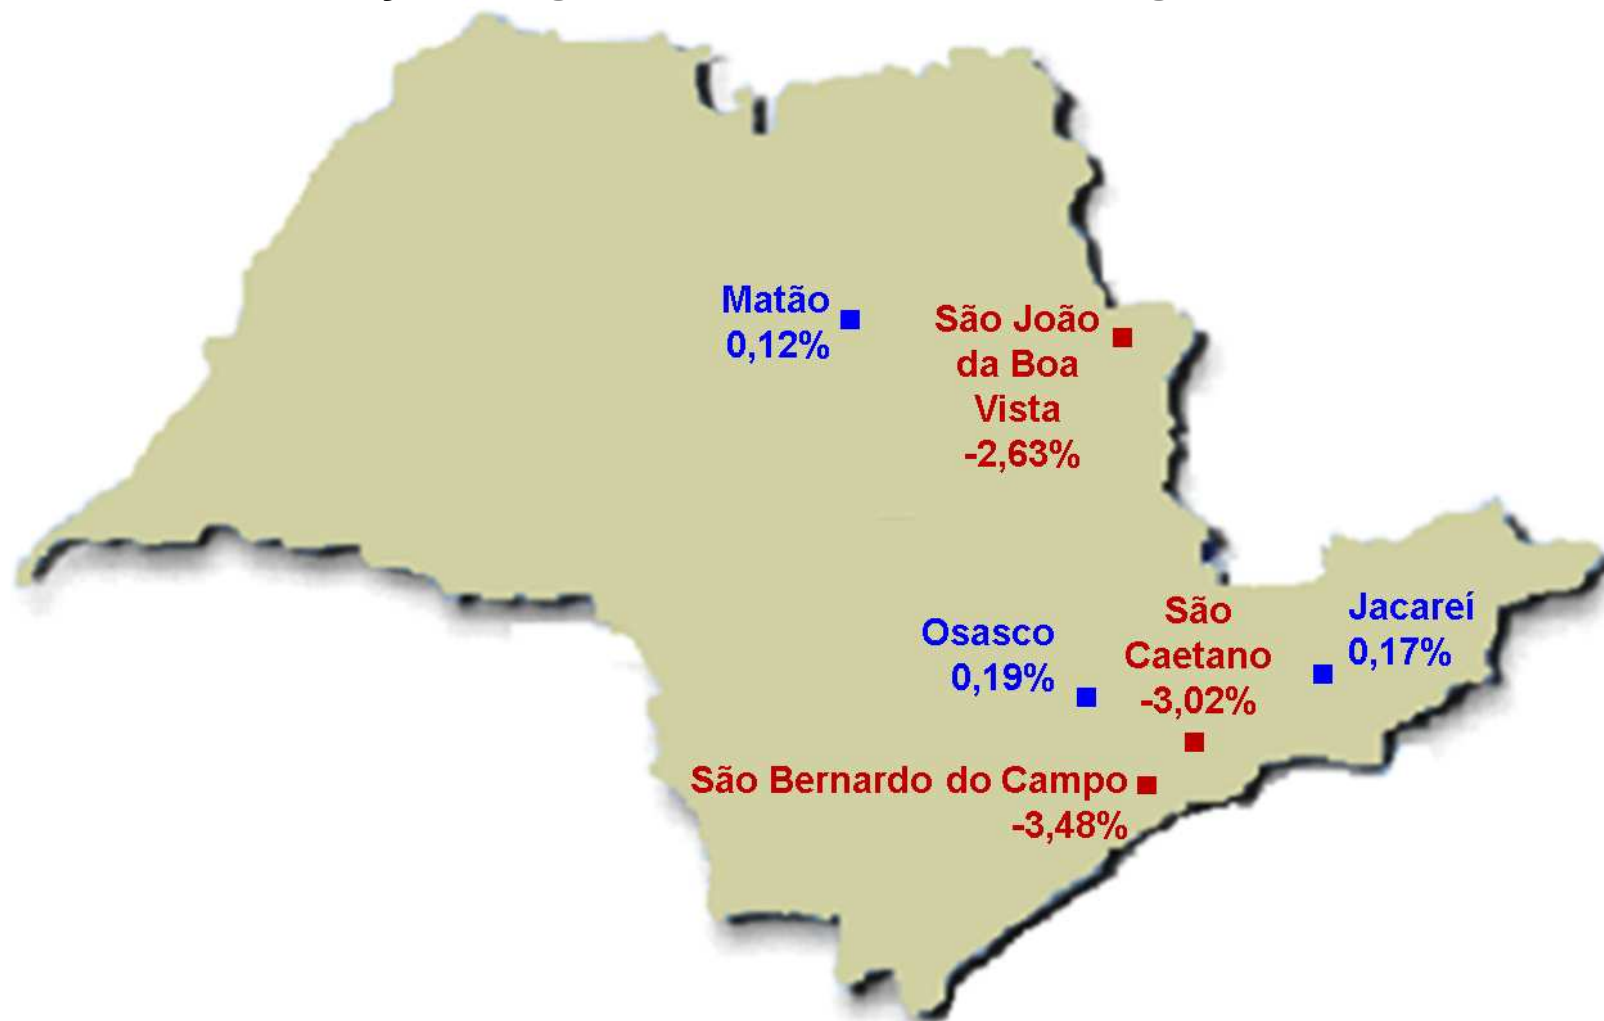 Matão
0,12%
São João
da Boa
Vista
-2,63%
Osasco
0,19%
São
Caetano
-3,02%
Jacareí
0,17%
São Bernardo do Campo
-3,48%